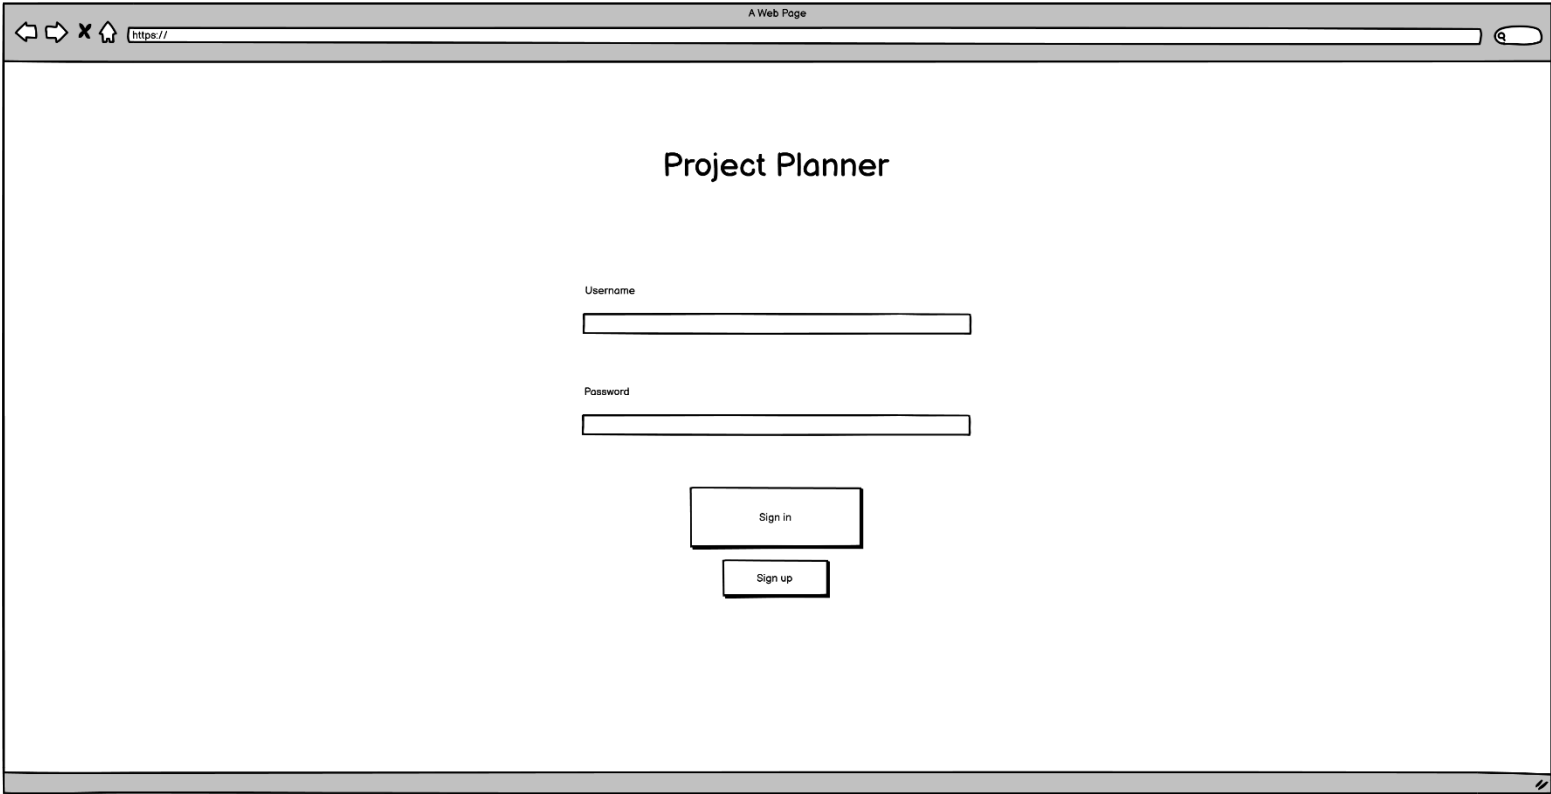 A Web Page
https://
Project Planner
Username
Password
Sign in
Sign up